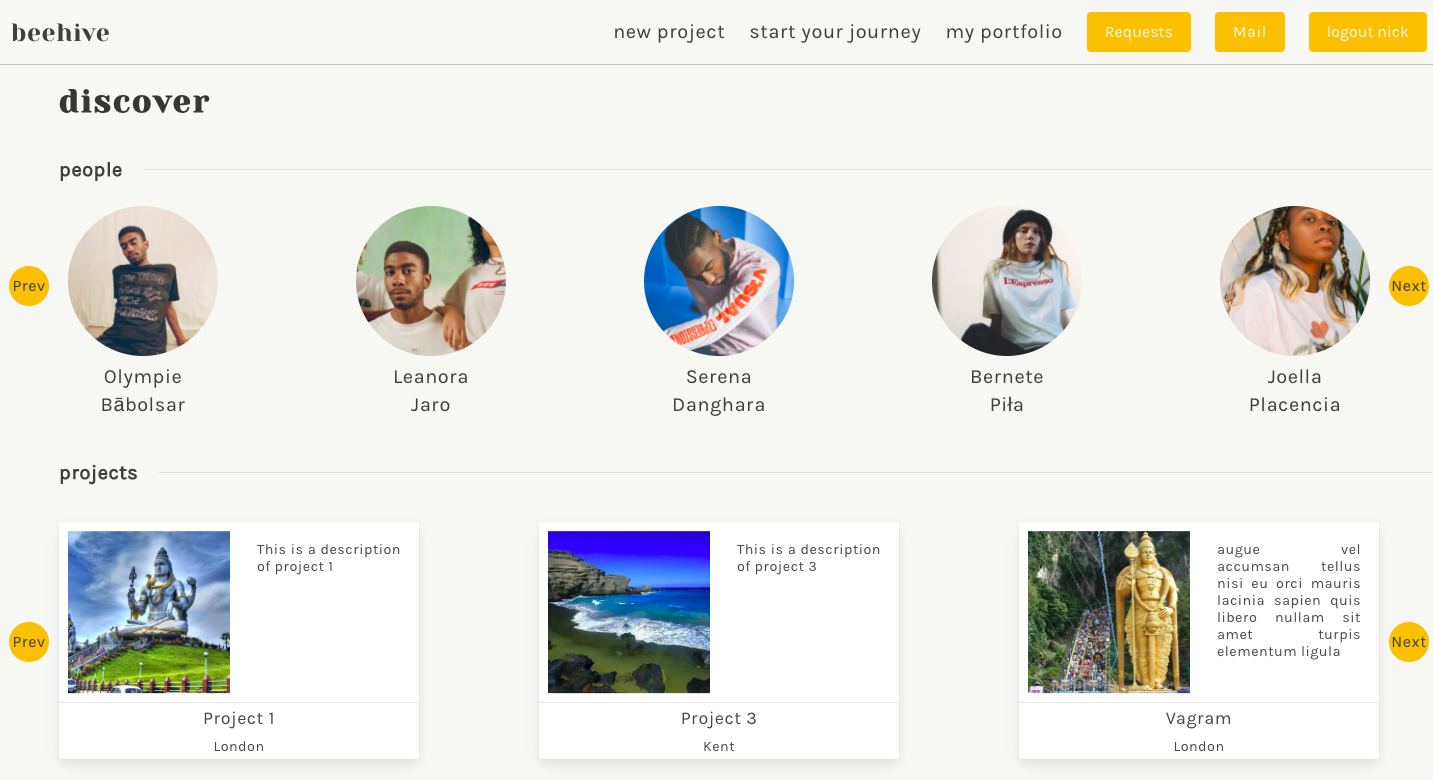 beehive
new project start your journey my portfolio Requests Mail logout nick
discover
people
Prev
Next
VISUAL
EXPRESSION
L'Espresso
Olympie
Bābolsar
Leanora
Jaro
Serena
Danghara
Bernete
Piła
Joella
Placencia
projects
Prev
Next
This is a description
of project 1
Project 1
London
This is a description
of project 3
Project 3
Kent
augue vel
accumsan tellus
nisi eu orci mauris
lacinia sapien quis
libero nullam sit
amet turpis
elementum ligula
Vagram
London